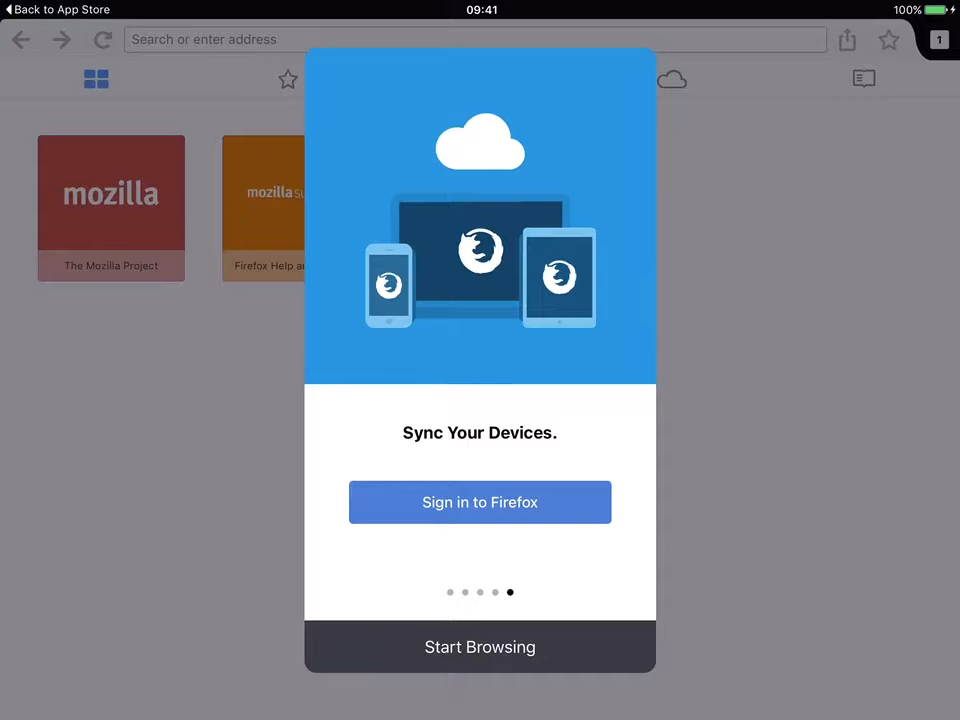 Back to App Store
09:41
100%
Search or enter address
1
mozilla
The Mozilla Project
mozilla
Firefox Help
Sync Your Devices.
Sign in to Firefox
Start Browsing